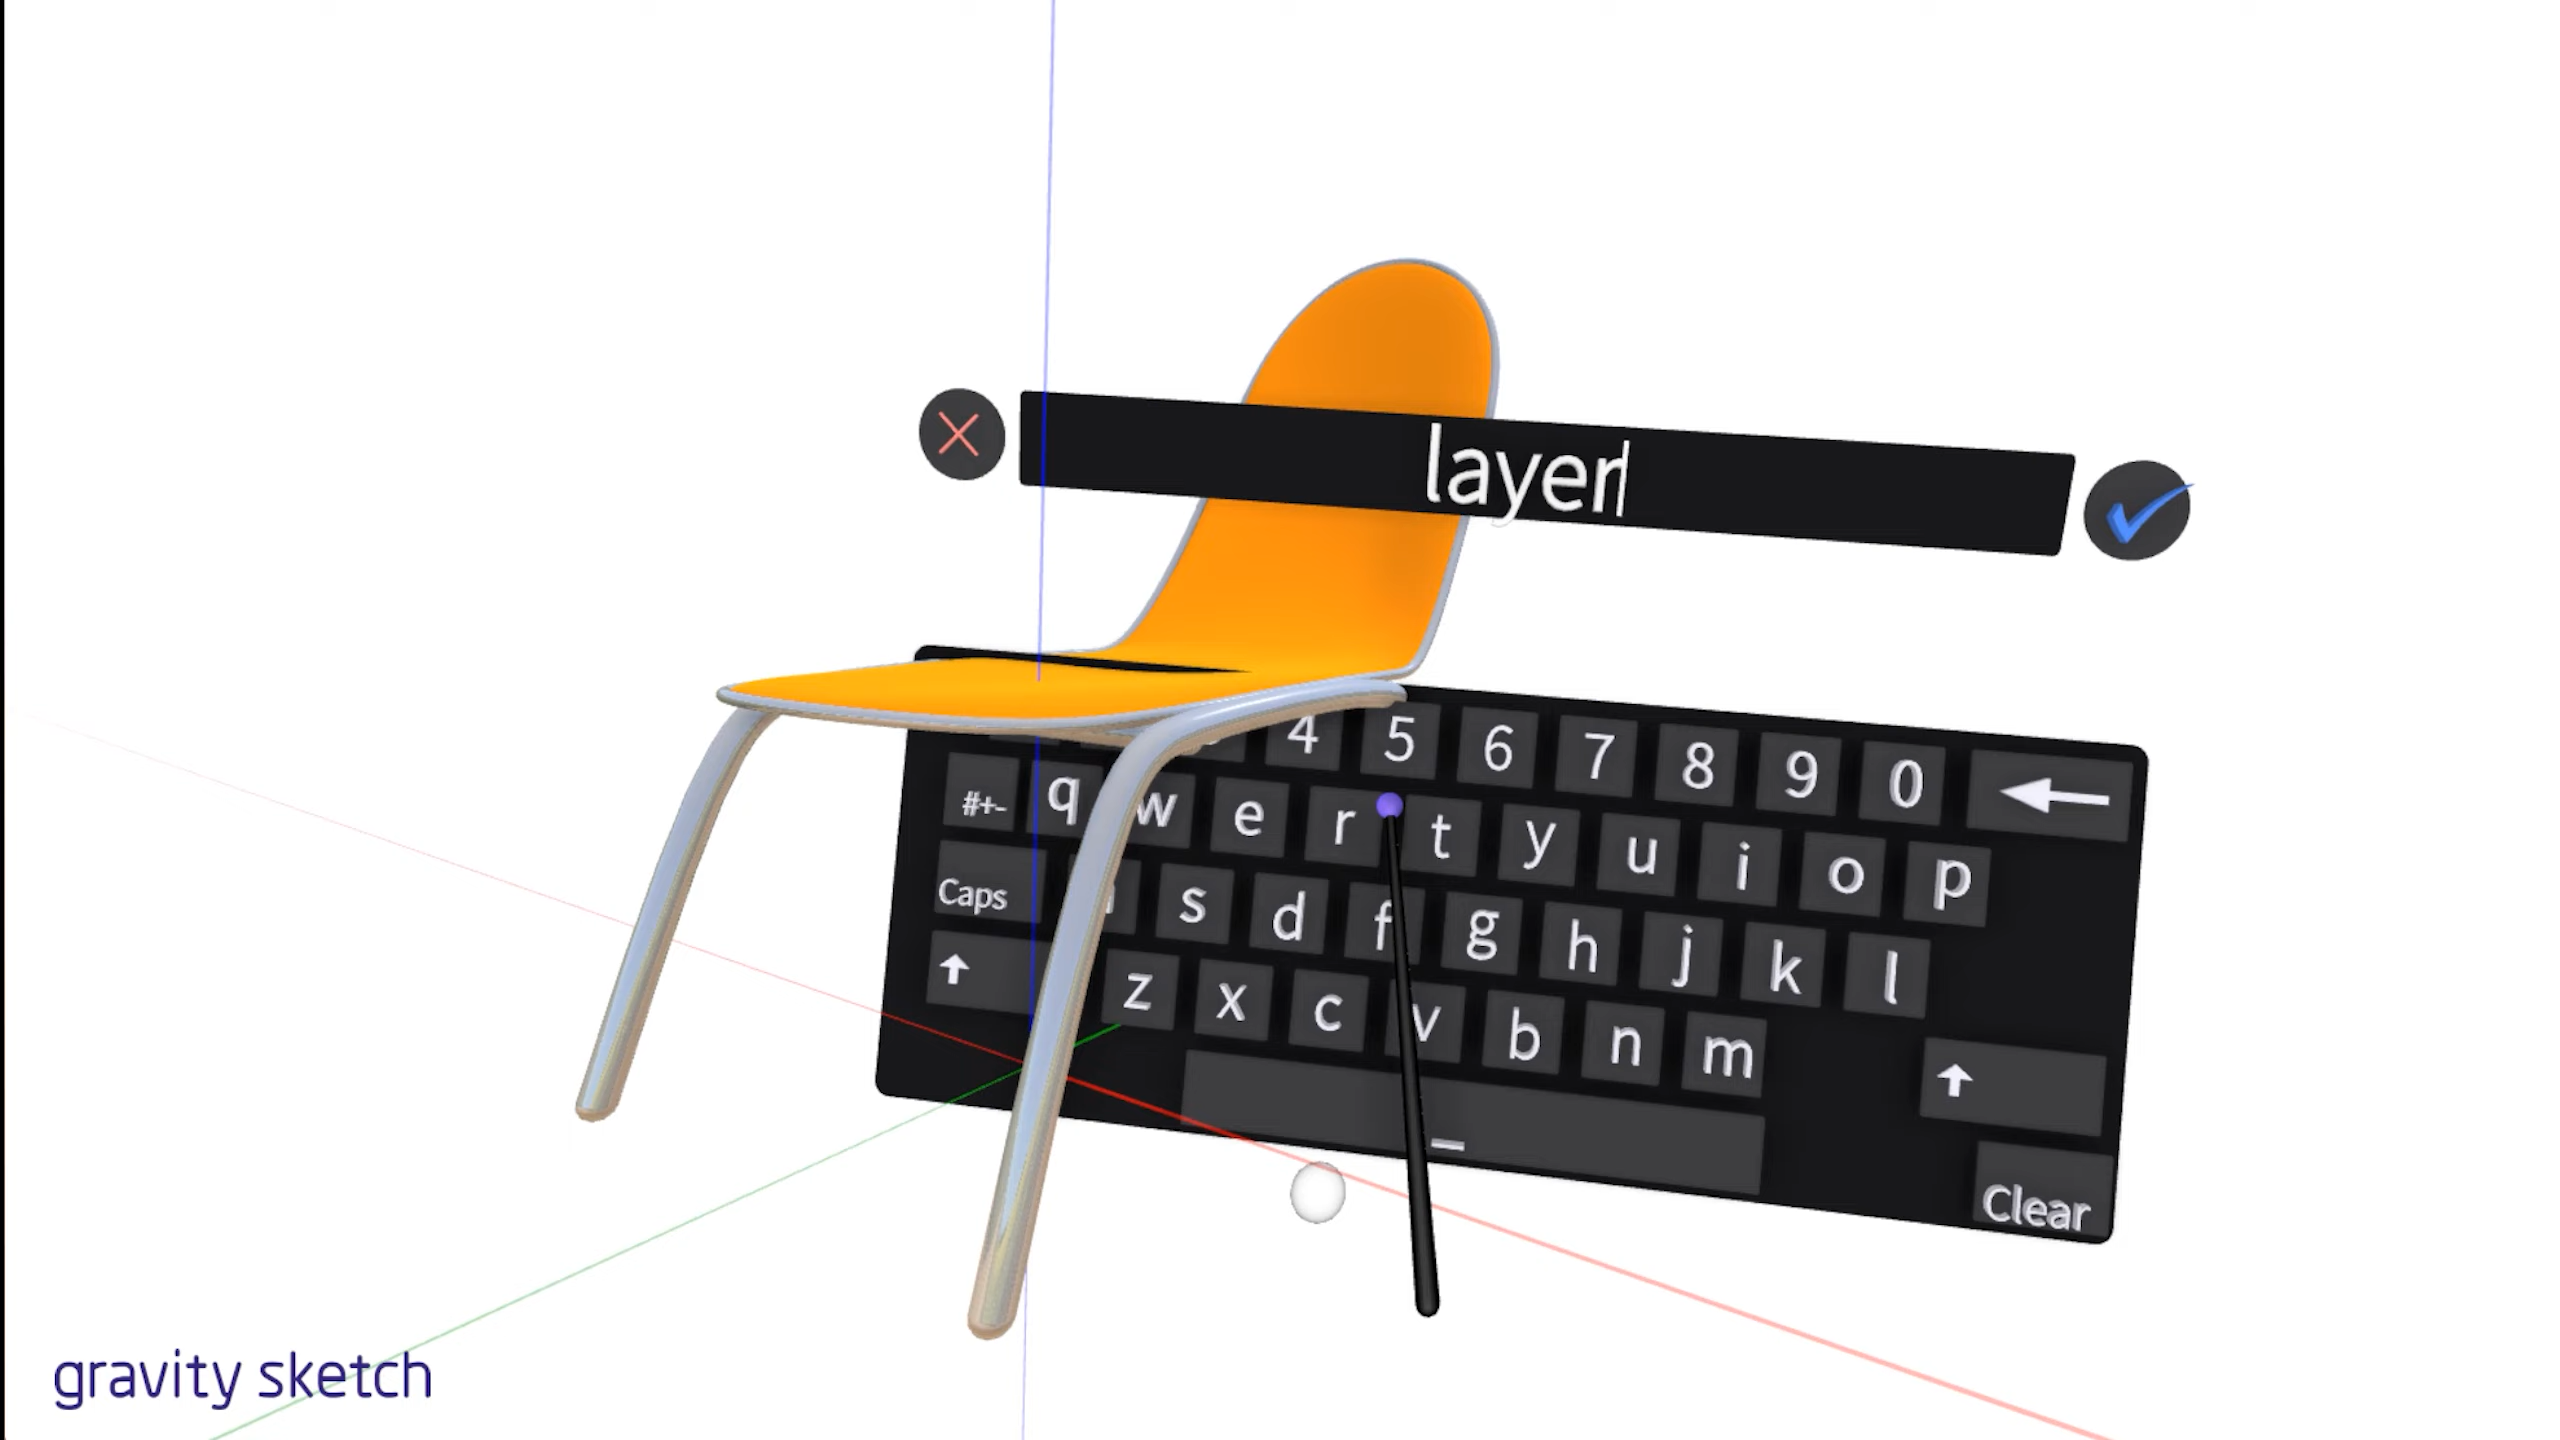 layer
4 5 6 7 8 9 0
#+- q w e r t y u i o p
Caps s d f g h j k l
z x c v b n m
Clear
gravity sketch